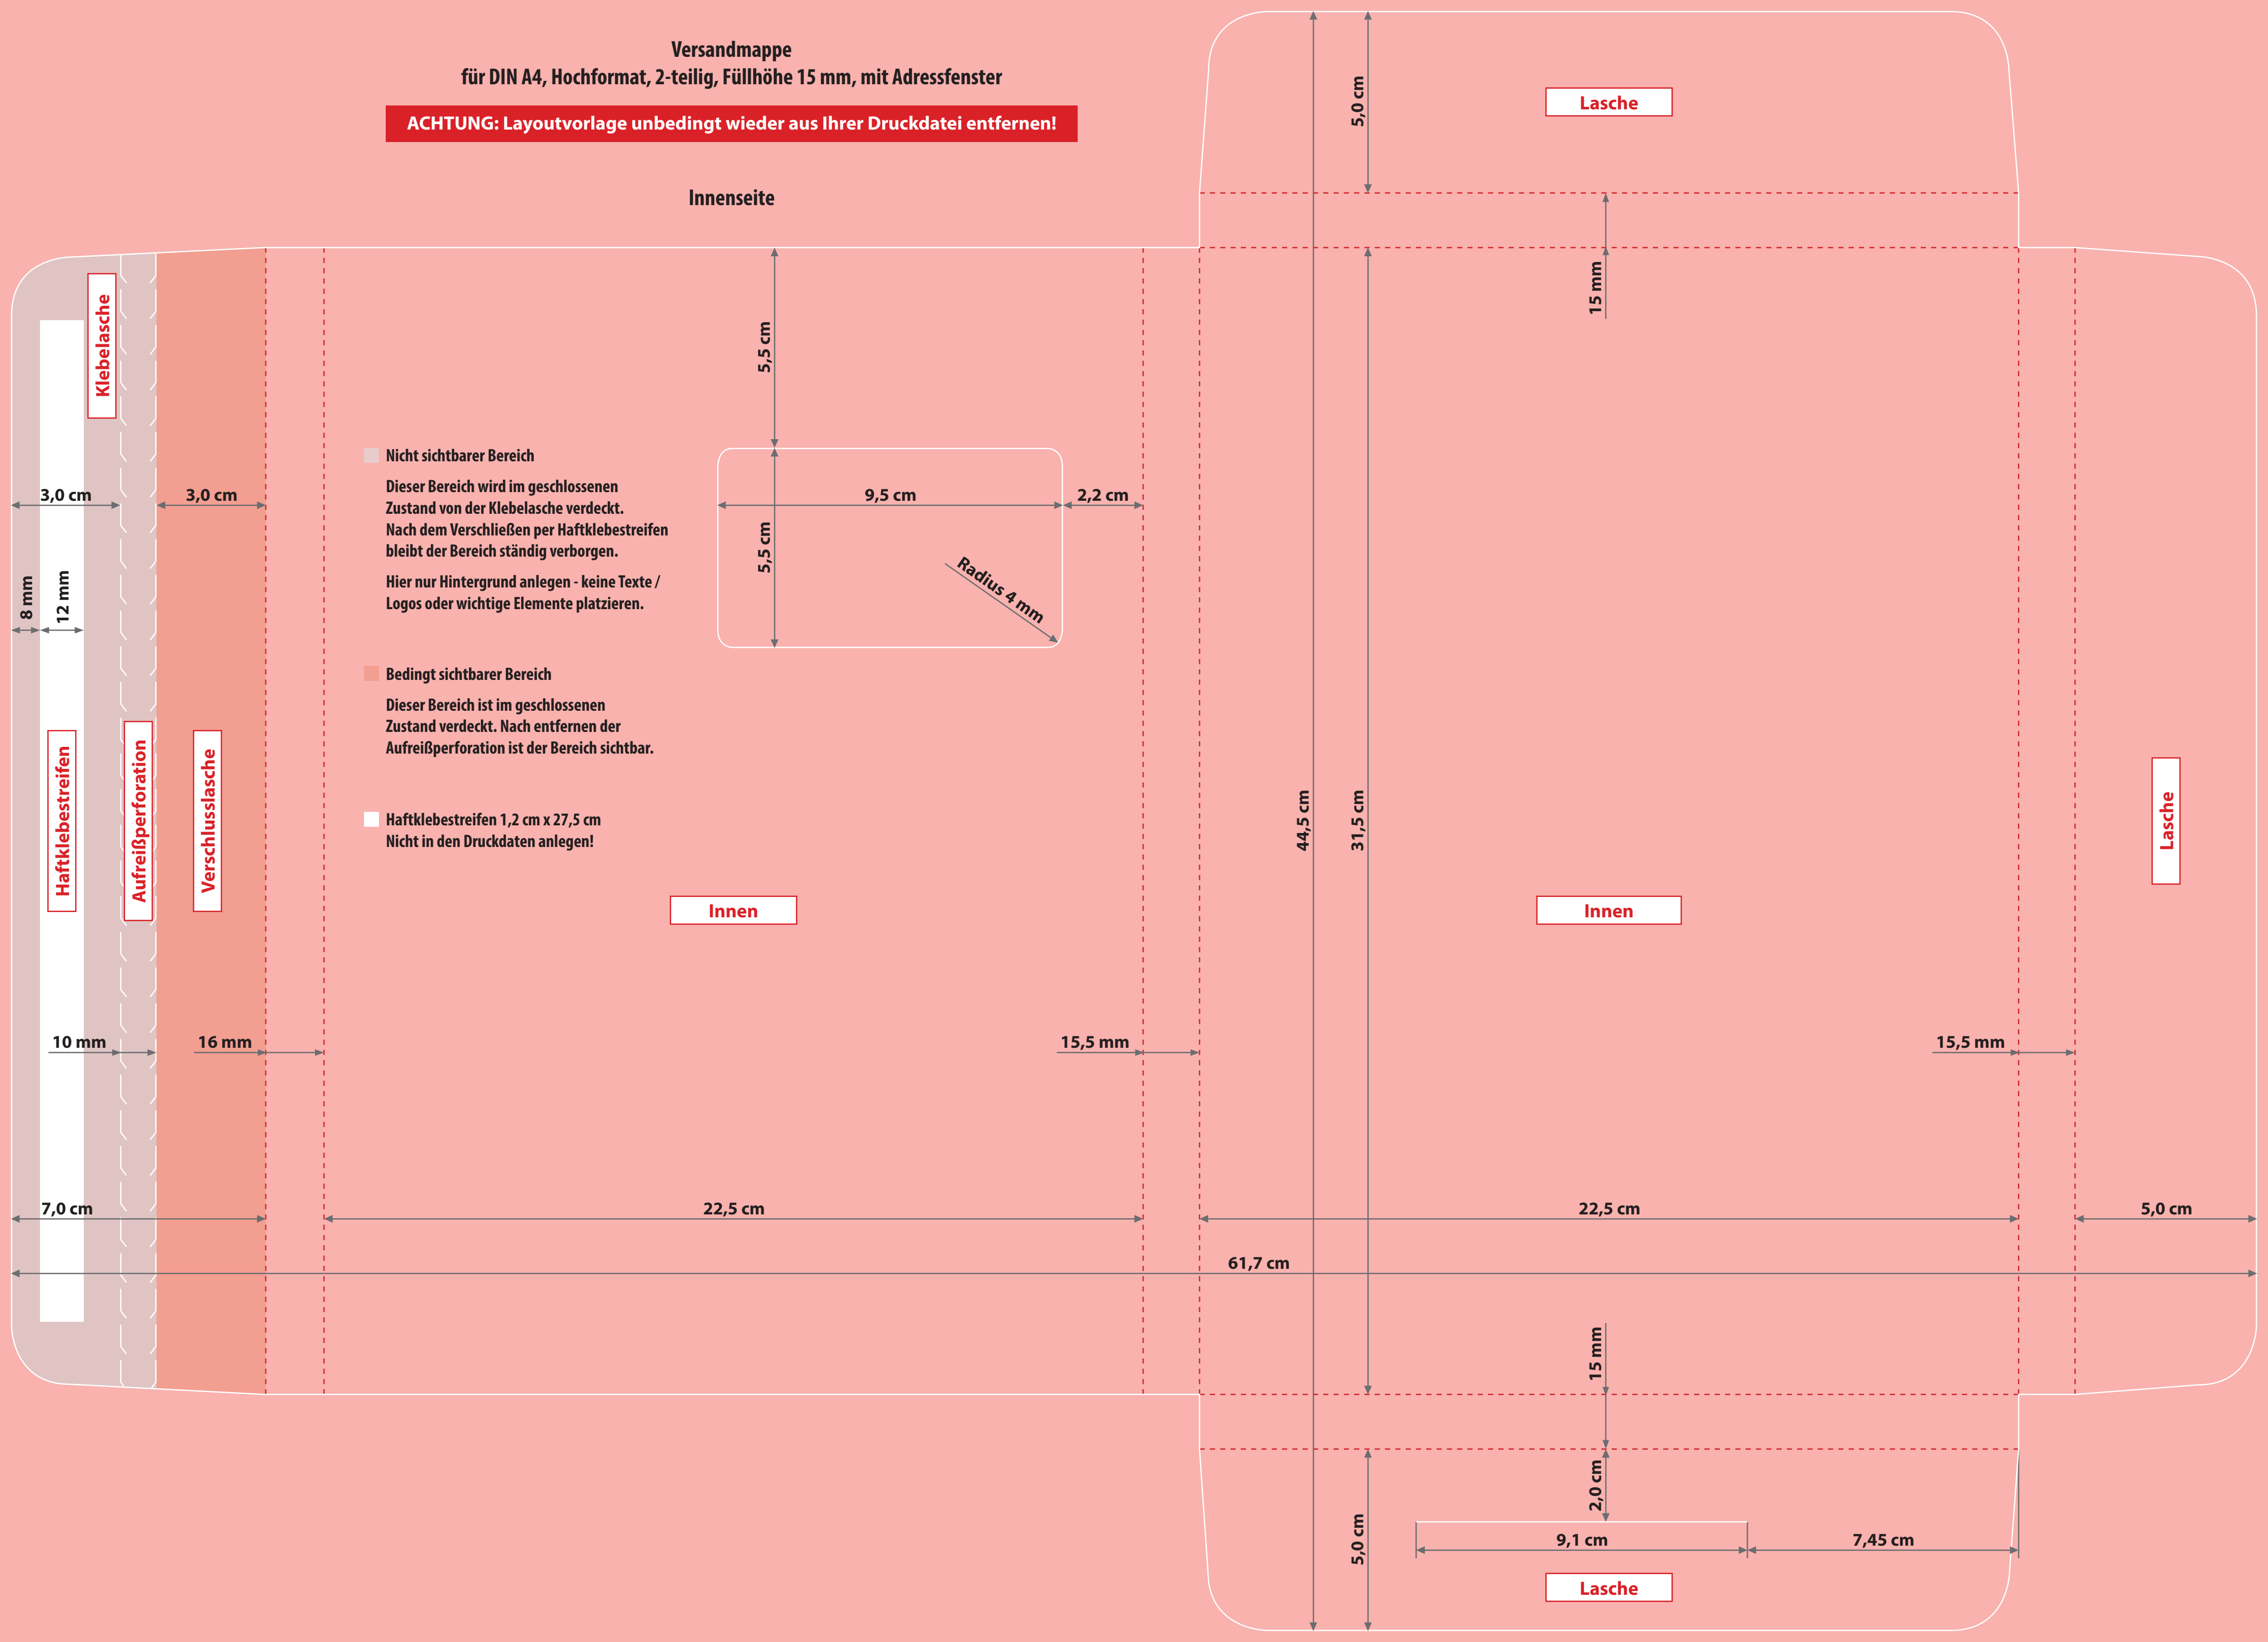 Versandmappe
für DIN A4, Hochformat, 2-teilig, Füllhöhe 15 mm, mit Adressfenster
ACHTUNG: Layoutvorlage unbedingt wieder aus Ihrer Druckdatei entfernen!
Innenseite
5,0 cm
Lasche
15 mm
Klebelasche
5,5 cm
Nicht sichtbarer Bereich
Dieser Bereich wird im geschlossenen
Zustand von der Klebelasche verdeckt.
Nach dem Verschließen per Haftklebestreifen
bleibt der Bereich ständig verborgen.
Hier nur Hintergrund anlegen - keine Texte /
Logos oder wichtige Elemente platzieren.
3,0 cm
3,0 cm
9,5 cm
2,2 cm
5,5 cm
Radius 4 mm
8 mm
12 mm
Bedingt sichtbarer Bereich
Dieser Bereich ist im geschlossenen
Zustand verdeckt. Nach entfernen der
Aufreißperforation ist der Bereich sichtbar.
Haftklebestreifen
Aufreißperforation
Verschlusslasche
Haftklebestreifen 1,2 cm x 27,5 cm
Nicht in den Druckdaten anlegen!
44,5 cm
31,5 cm
Lasche
Innen
Innen
10 mm
16 mm
15,5 mm
15,5 mm
7,0 cm
22,5 cm
22,5 cm
5,0 cm
61,7 cm
15 mm
2,0 cm
5,0 cm
9,1 cm
7,45 cm
Lasche